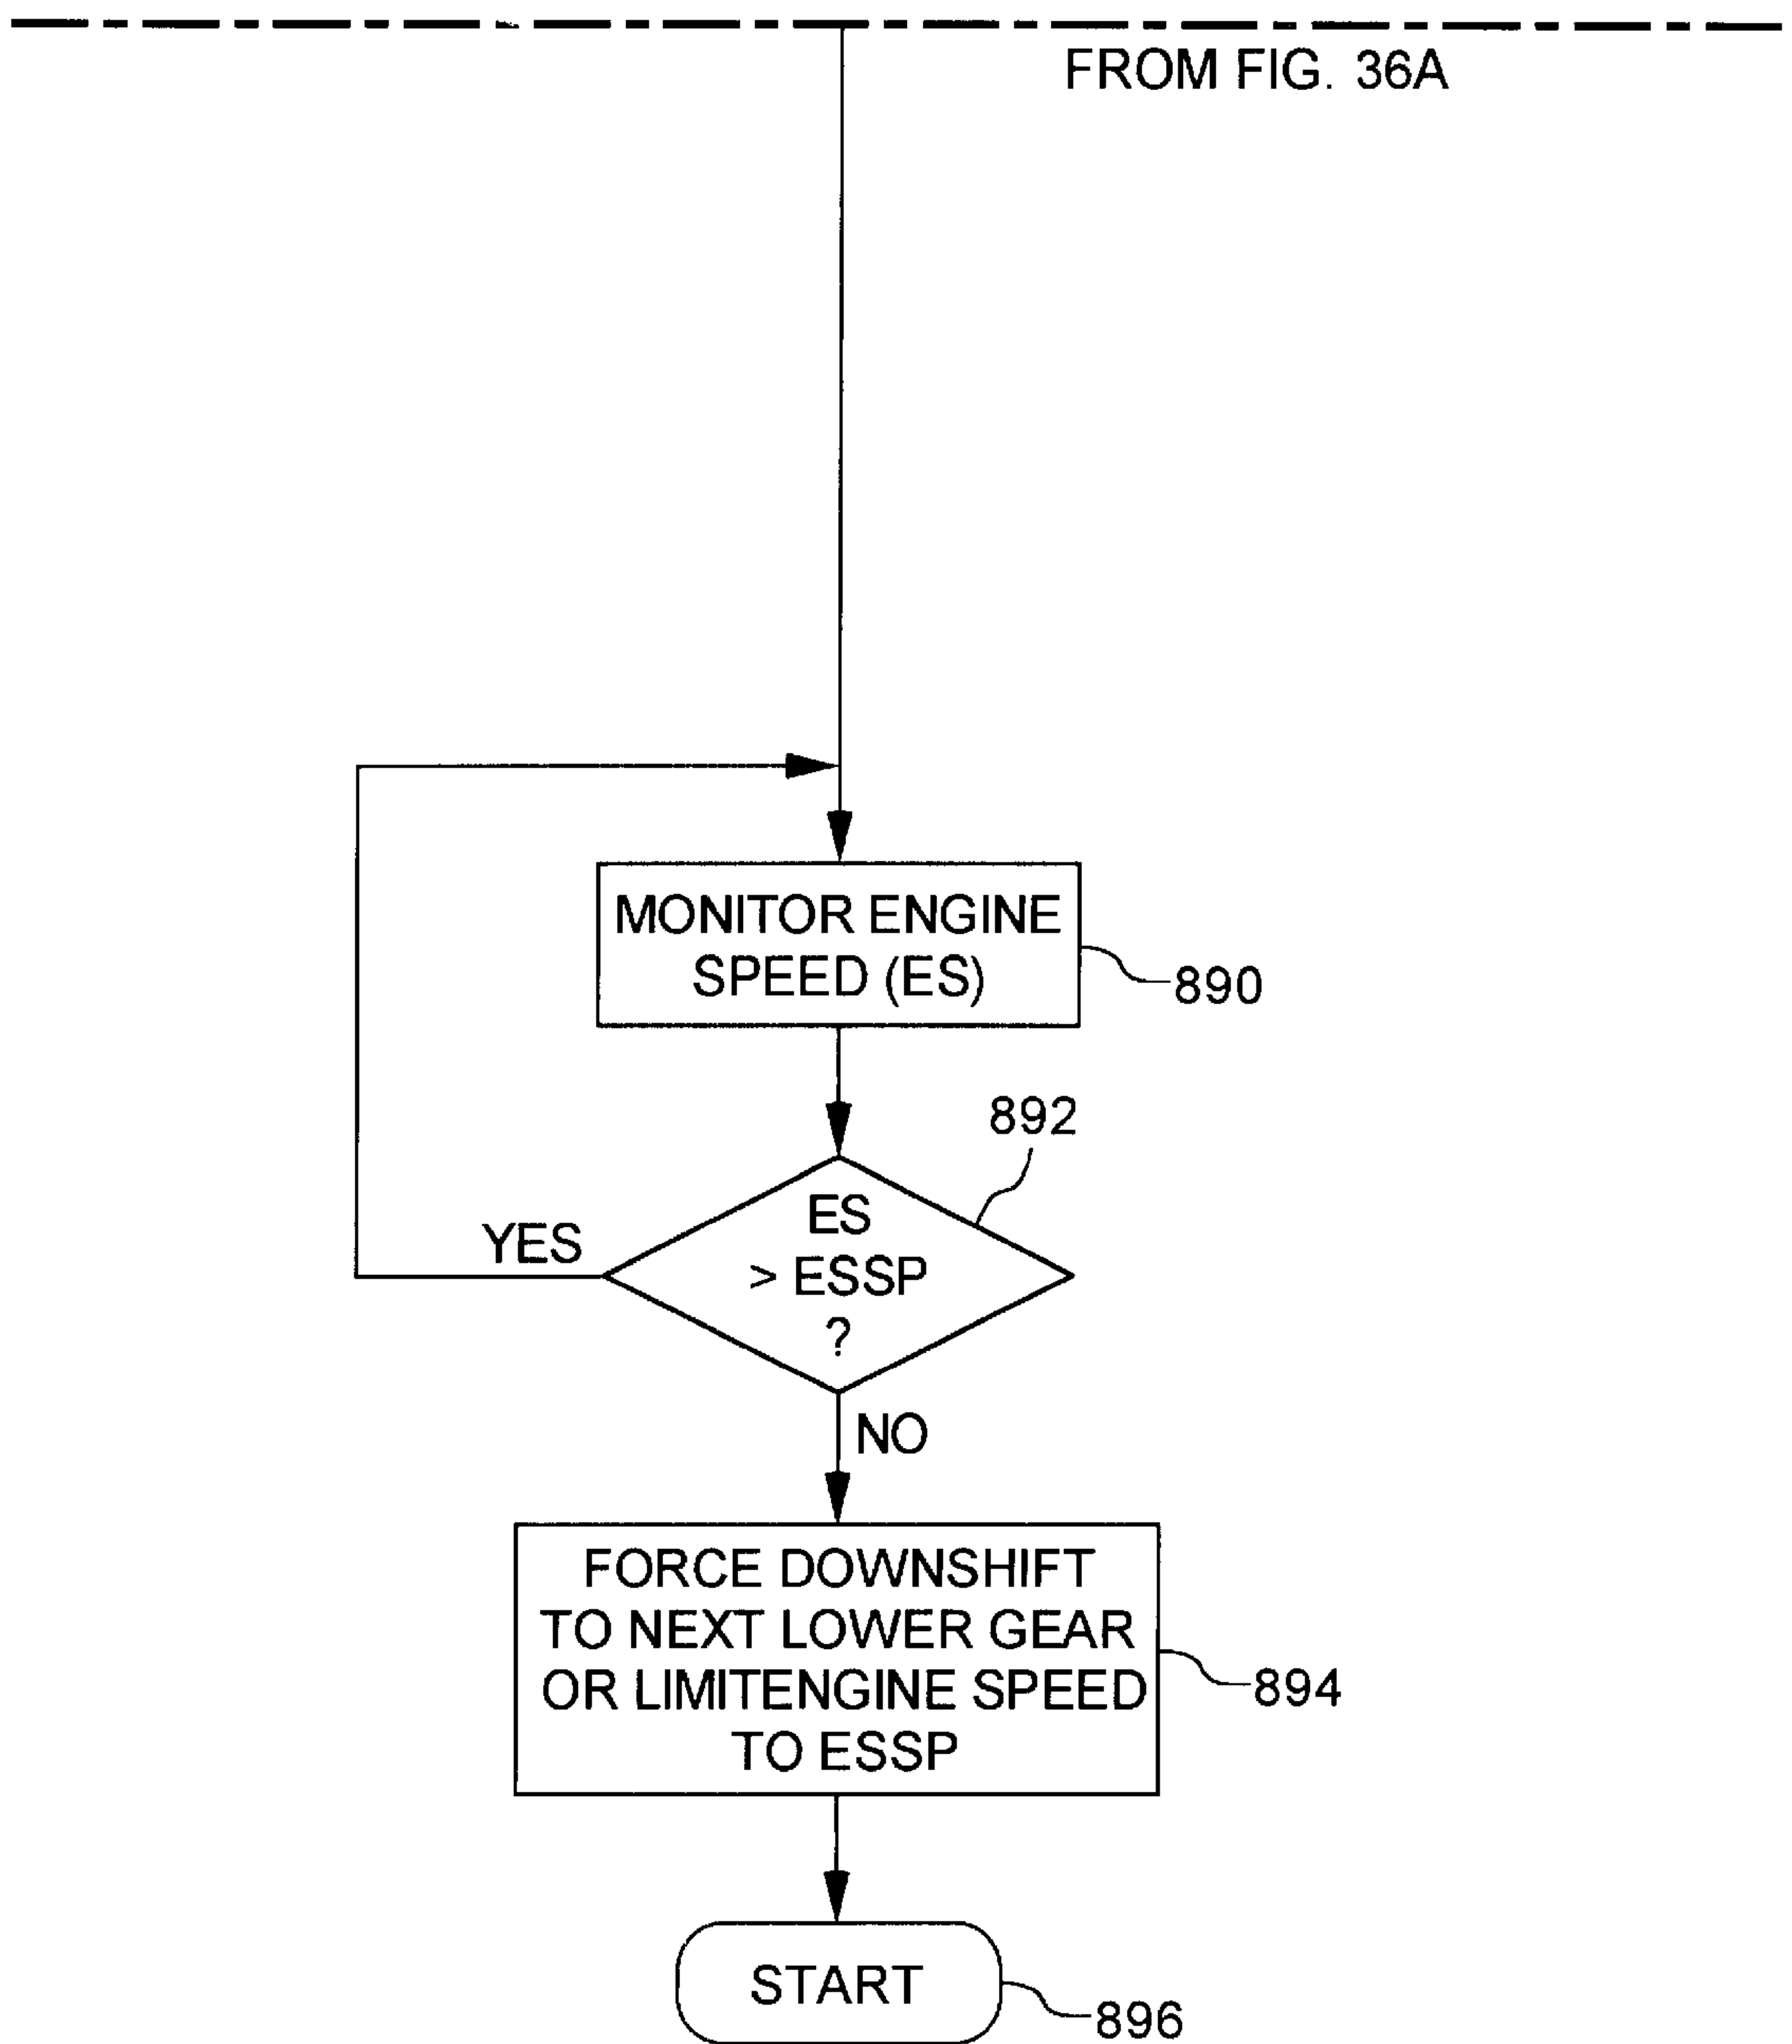 FROM FIG. 36A
MONITOR ENGINE
SPEED (ES)
890
892
ES
> ESSP
?
YES
NO
FORCE DOWNSHIFT
TO NEXT LOWER GEAR
OR LIMITENGINE SPEED
TO ESSP
894
START
896